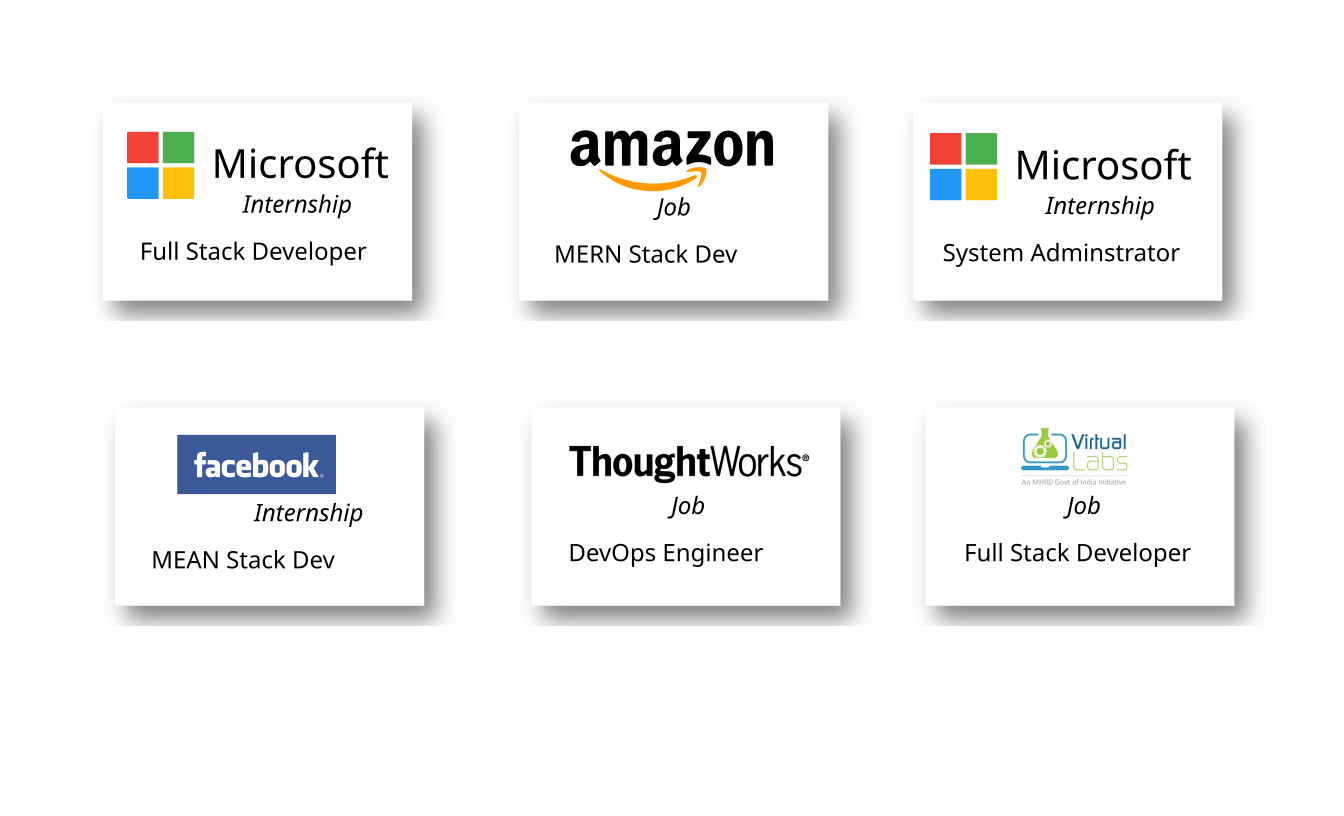 Microsoft
Internship
Full Stack Developer
amazon
Job
MERN Stack Dev
Microsoft
Internship
System Adminstrator
facebook
Internship
MEAN Stack Dev
ThoughtWorks®
Job
DevOps Engineer
Virtual
Labs
An MHRD Govt of India Initiative
Job
Full Stack Developer